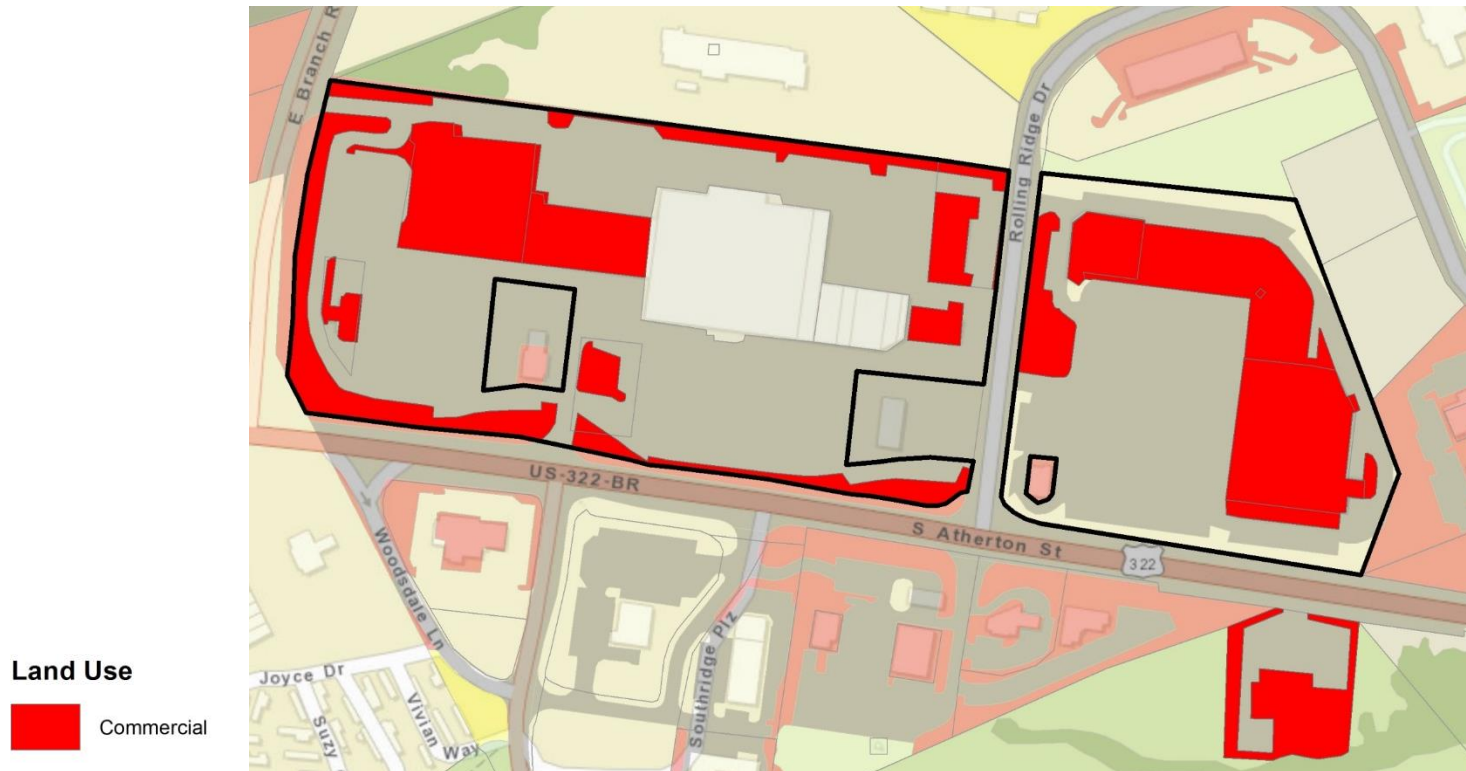 E Branch R
Rolling Ridge Dr
US-322-BR
S Atherton St
322
Woodsdale Ln
Southridge Plz
Land Use
Commercial
Joyce Dr
Suzy
Vivian Way